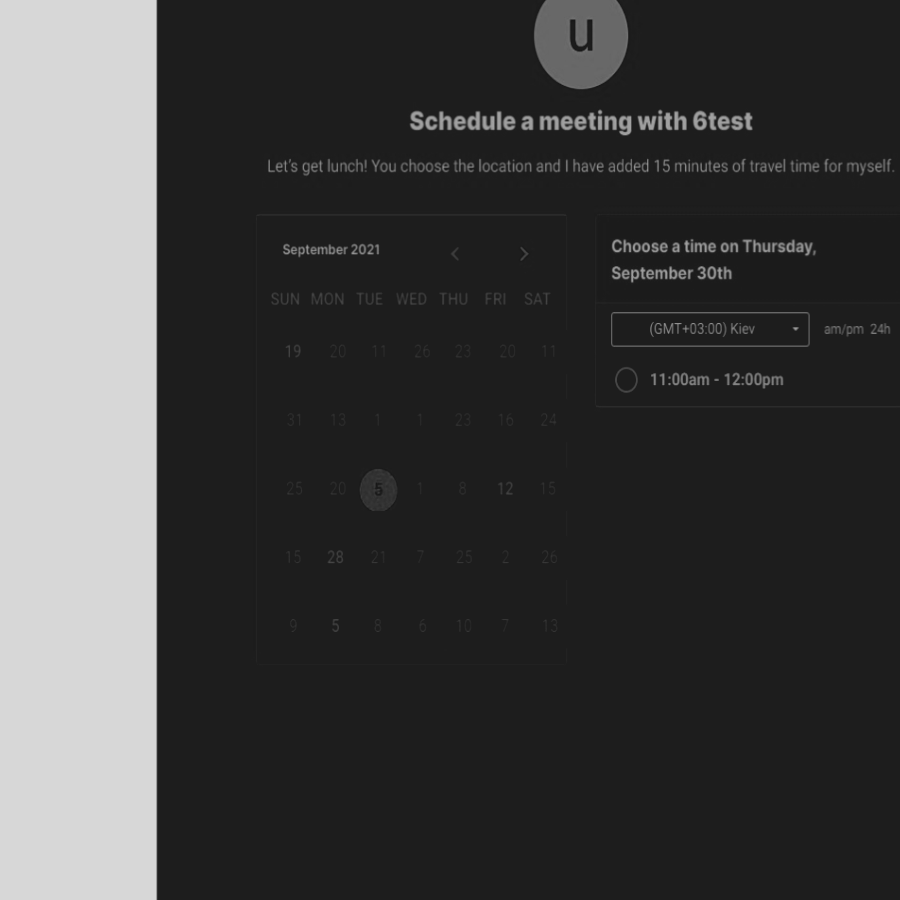 u
Schedule a meeting with 6test
Let's get lunch! You choose the location and I have added 15 minutes of travel time for myself.
September 2021
SUN MON TUE WED THU FRI SAT
19 20 11 26 23 20 11
31 13 1 1 23 16 24
25 20 5 1 8 12 15
15 28 21 7 25 2 26
9 5 8 6 10 7 13
Choose a time on Thursday,
September 30th
(GMT+03:00) Kiev am/pm 24h
11:00am - 12:00pm